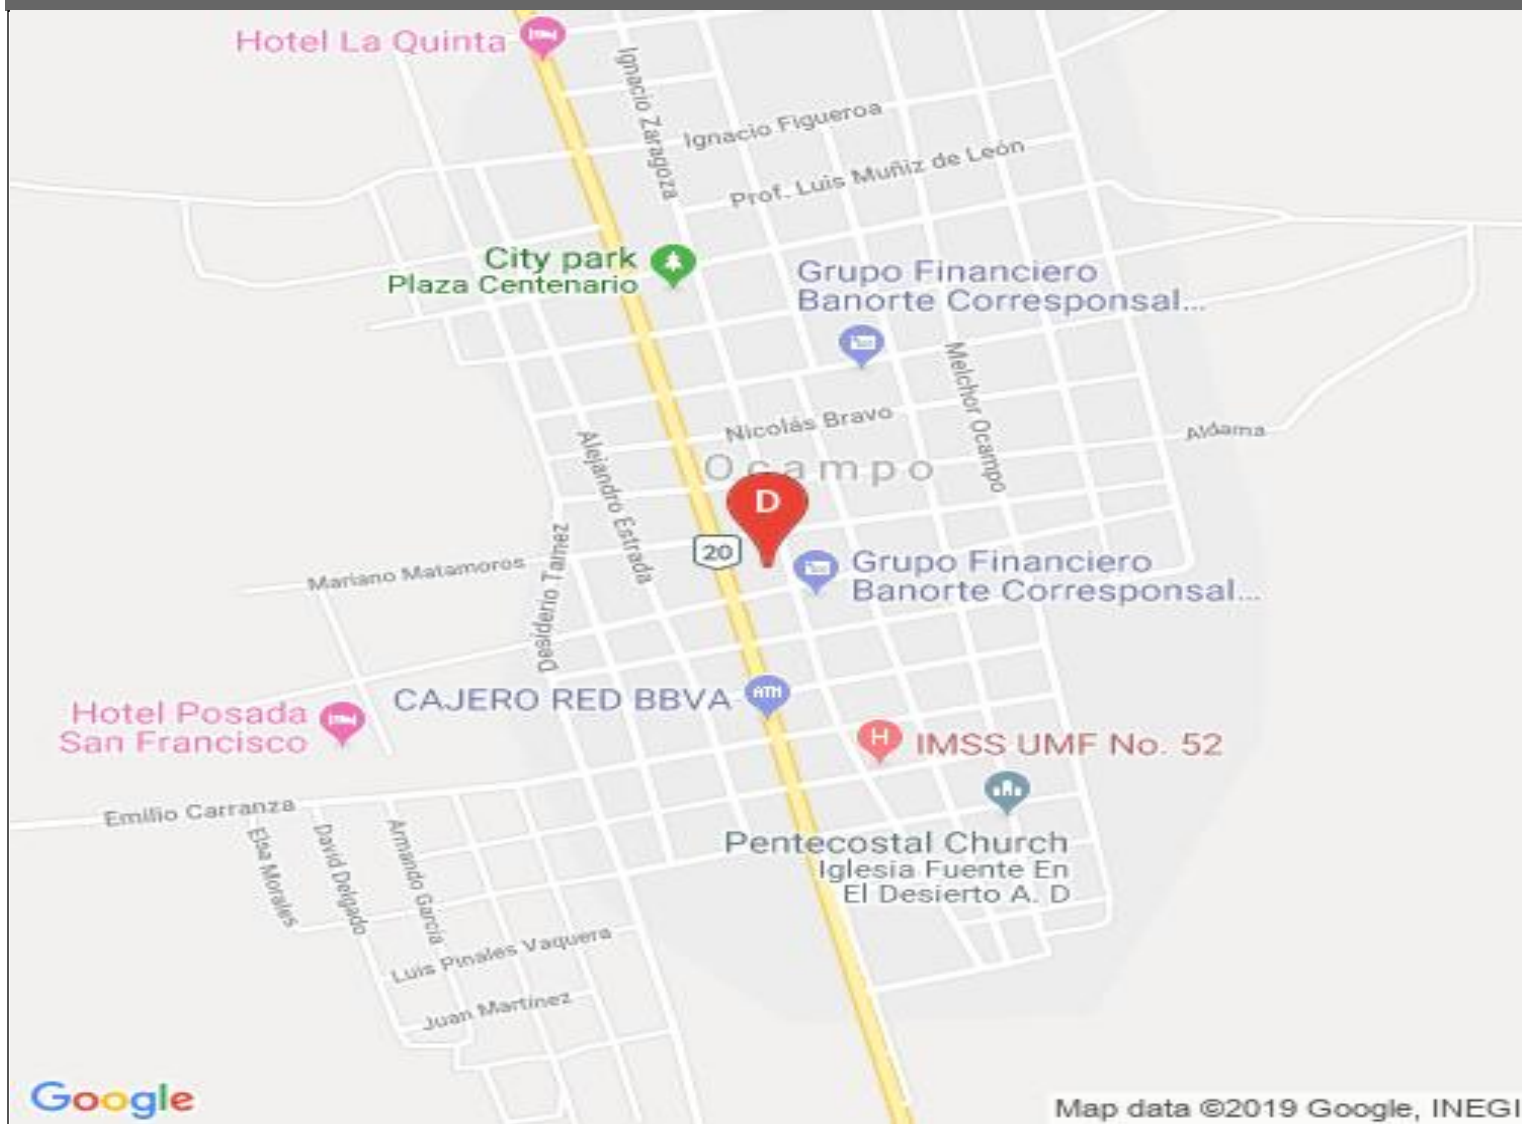 Hotel La Quinta
Ignacio Zaragoza
Ignacio Figueroa
Prof. Luis Muñiz de León
City park
Plaza Centenario
Grupo Financiero
Banorte Corresponsal...
Melchor Ocampo
Nicolás Bravo
Aldama
Alejandro Estrada
Ocampo
D
20
Mariano Matamoros
Desiderio Tamez
Grupo Financiero
Banorte Corresponsal...
CAJERO RED BBVA
ATM
Hotel Posada
San Francisco
H
IMSS UMF No. 52
Emilio Carranza
Elsa Morales
David Delgado
Armando García
Pentecostal Church
Iglesia Fuente En
El Desierto A. D
Luis Pinales Vaquera
Juan Martínez
Google
Map data ©2019 Google, INEGI